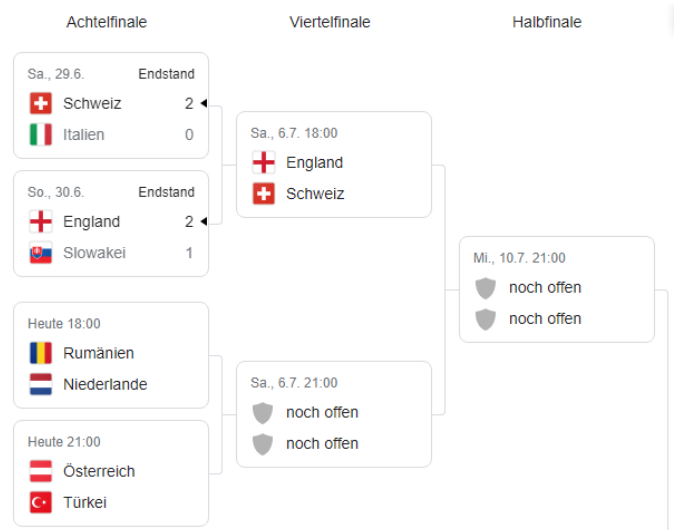 Achtelfinale
Viertelfinale
Halbfinale
Sa., 29.6. Endstand
Schweiz 2
Italien 0
So., 30.6. Endstand
England 2
Slowakei 1
Heute 18:00
Rumänien
Niederlande
Heute 21:00
Österreich
Türkei
Sa., 6.7. 18:00
England
Schweiz
Sa., 6.7. 21:00
noch offen
noch offen
Mi., 10.7. 21:00
noch offen
noch offen